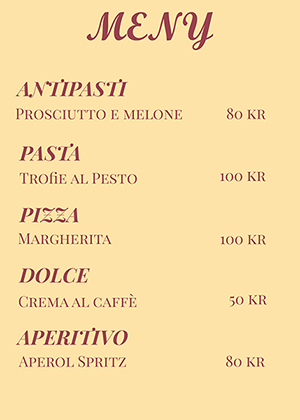 MENY
ANTIPASTI
Prosciutto e melone 80 kr
PASTA
Trofie al Pesto 100 kr
PIZZA
Margherita 100 kr
DOLCE
Crema al caffè 50 kr
APERITIVO
Aperol Spritz 80 kr